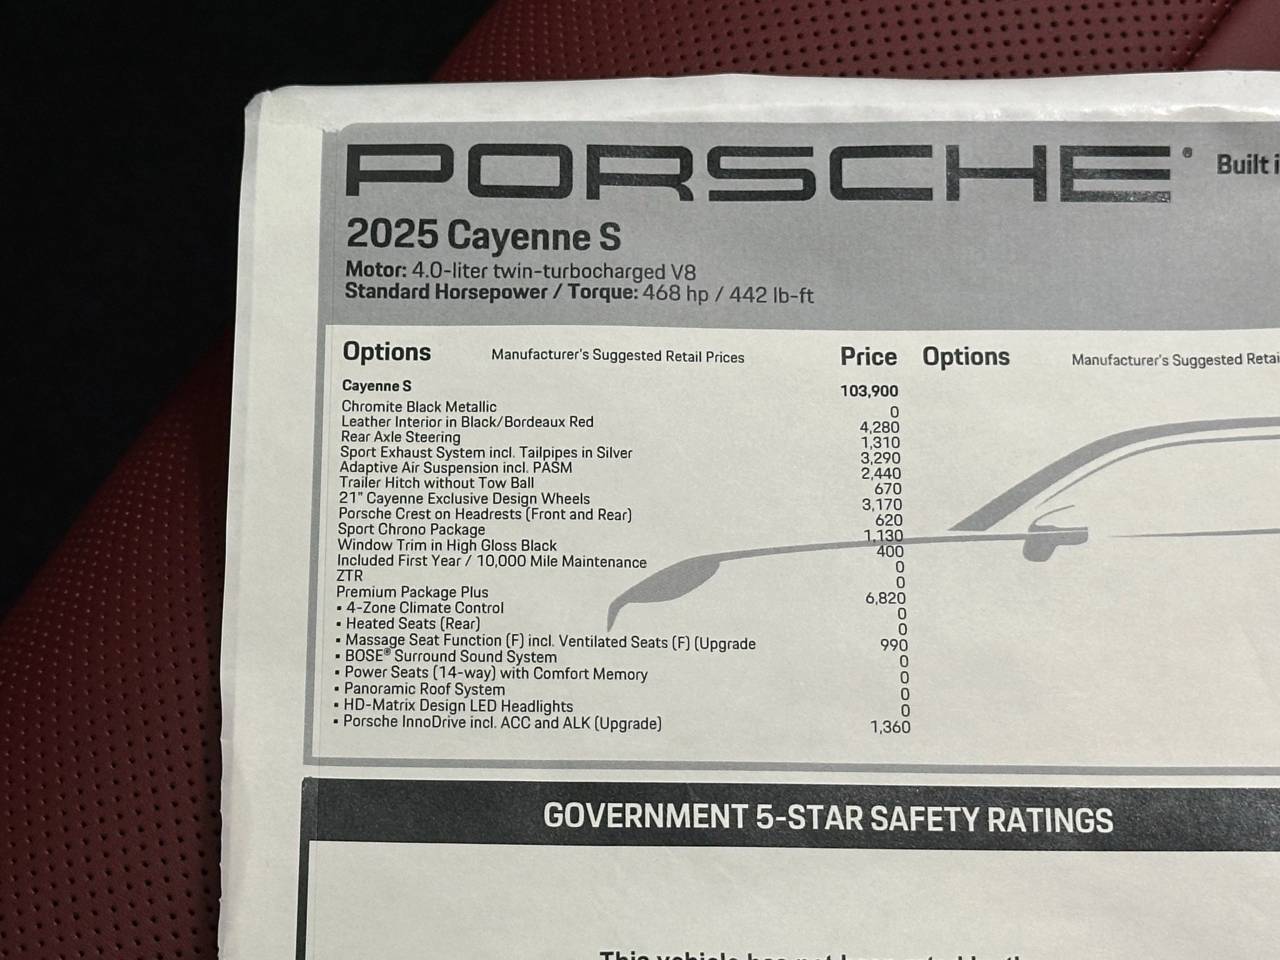 PORSCHE® Built i
2025 Cayenne S
Motor: 4.0-liter twin-turbocharged V8
Standard Horsepower / Torque: 468 hp / 442 lb-ft
Options Manufacturer's Suggested Retail Prices Price Options Manufacturer's Suggested Retai
Cayenne S 103,900
Chromite Black Metallic 0
Leather Interior in Black/Bordeaux Red 4,280
Rear Axle Steering 1,310
Sport Exhaust System incl. Tailpipes in Silver 3,290
Adaptive Air Suspension incl. PASM 2,440
Trailer Hitch without Tow Ball 670
21" Cayenne Exclusive Design Wheels 3,170
Porsche Crest on Headrests (Front and Rear) 620
Sport Chrono Package 1,130
Window Trim in High Gloss Black 400
Included First Year / 10,000 Mile Maintenance 0
ZTR 0
Premium Package Plus 6,820
▪ 4-Zone Climate Control 0
▪ Heated Seats (Rear) 0
▪ Massage Seat Function (F) incl. Ventilated Seats (F) (Upgrade 990
▪ BOSE® Surround Sound System 0
▪ Power Seats (14-way) with Comfort Memory 0
▪ Panoramic Roof System 0
▪ HD-Matrix Design LED Headlights 0
▪ Porsche InnoDrive incl. ACC and ALK (Upgrade) 1,360
GOVERNMENT 5-STAR SAFETY RATINGS
This vehicle has not been